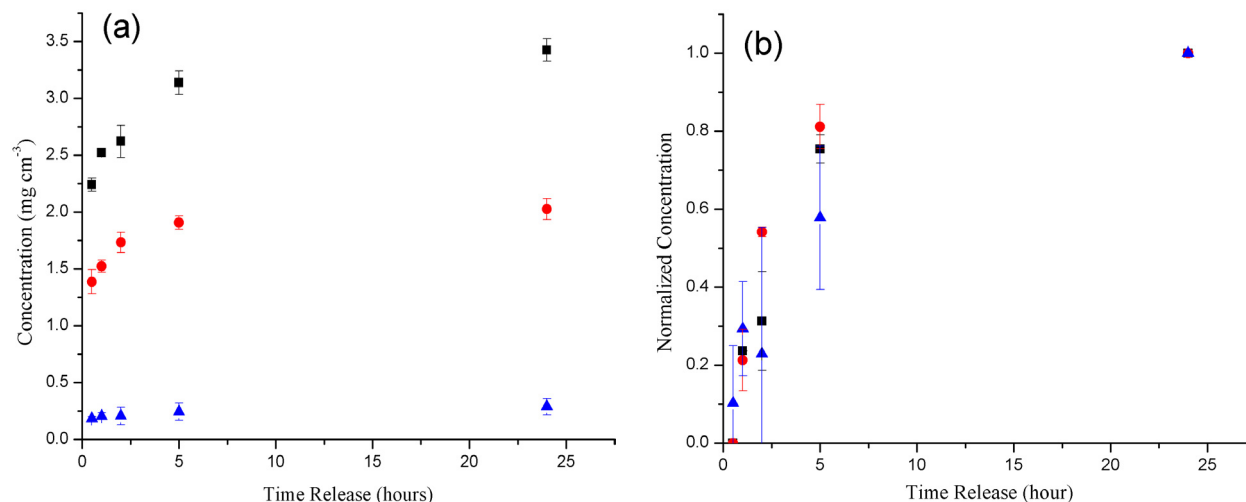 (a)
3.5
3.0
2.5
2.0
1.5
1.0
0.5
0.0
0 5 10 15 20 25
Concentration (mg cm⁻³)
Time Release (hours)
(b)
1.0
0.8
0.6
0.4
0.2
0.0
0 5 10 15 20 25
Normalized Concentration
Time Release (hour)